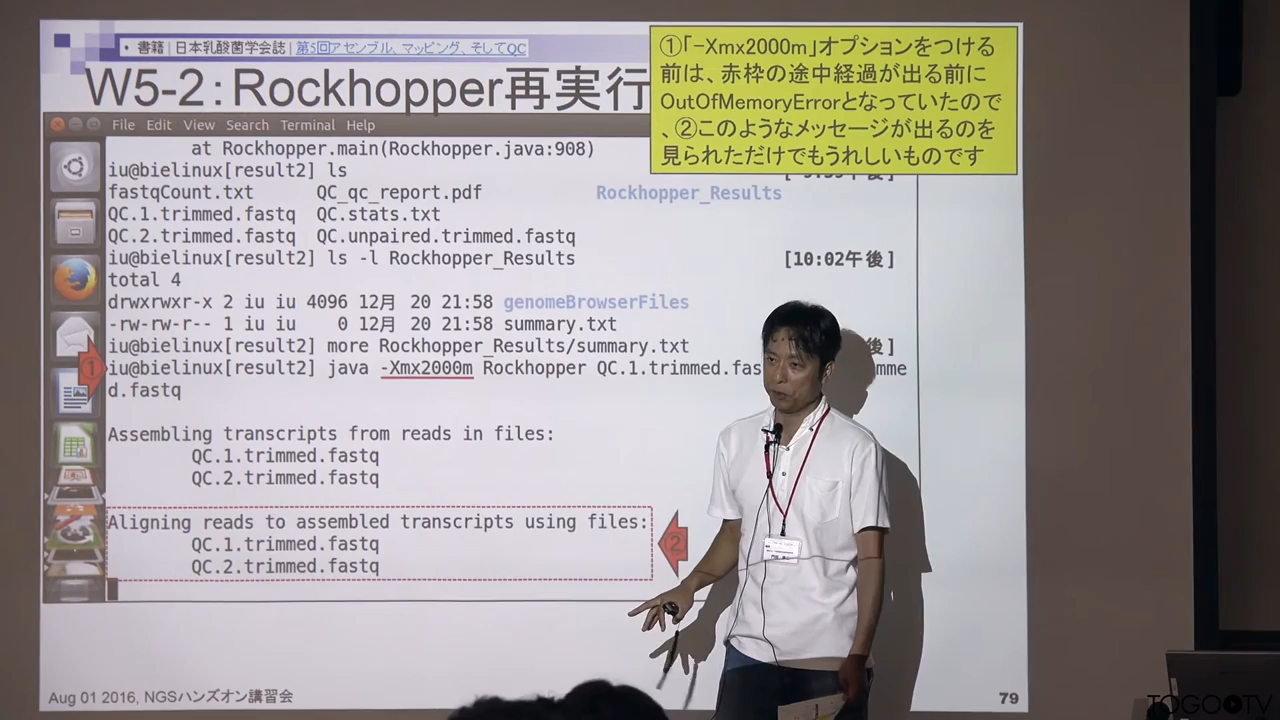 • 書籍 | 日本乳酸菌学会誌 | 第5回アセンブル、マッピング、そしてQC
W5-2：Rockhopper再実行
①「-Xmx2000m」オプションをつける
前は、赤枠の途中経過が出る前に
OutOfMemoryErrorとなっていたので
、②このようなメッセージが出るのを
見られただけでもうれしいものです
File Edit View Search Terminal Help
at Rockhopper.main(Rockhopper.java:908)
iu@bielinux[result2] ls
fastqCount.txt QC_qc_report.pdf Rockhopper_Results
QC.1.trimmed.fastq QC.stats.txt
QC.2.trimmed.fastq QC.unpaired.trimmed.fastq
iu@bielinux[result2] ls -l Rockhopper_Results [10:02午後]
total 4
drwxrwxr-x 2 iu iu 4096 12月 20 21:58 genomeBrowserFiles
-rw-rw-r-- 1 iu iu 0 12月 20 21:58 summary.txt
iu@bielinux[result2] more Rockhopper_Results/summary.txt 後]
① iu@bielinux[result2] java -Xmx2000m Rockhopper QC.1.trimmed.fas mme
d.fastq
Assembling transcripts from reads in files:
QC.1.trimmed.fastq
QC.2.trimmed.fastq
Aligning reads to assembled transcripts using files:
QC.1.trimmed.fastq ②
QC.2.trimmed.fastq
Aug 01 2016, NGSハンズオン講習会 79
TOGOTV